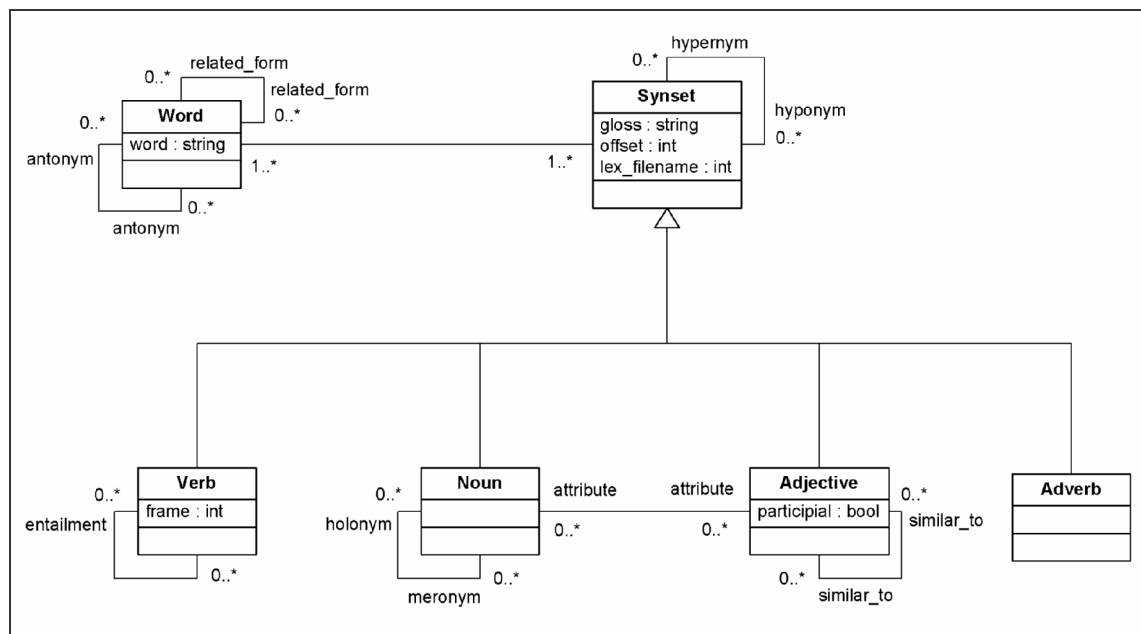 related_form
0..*
related_form
0..*
Word
word : string
0..*
antonym
0..*
antonym
1..*
1..*
hypernym
0..*
Synset
gloss : string
offset : int
lex_filename : int
hyponym
0..*
Verb
frame : int
0..*
entailment
0..*
Noun
0..*
holonym
0..*
meronym
attribute
0..*
attribute
0..*
Adjective
participial : bool
0..*
similar_to
0..*
similar_to
Adverb